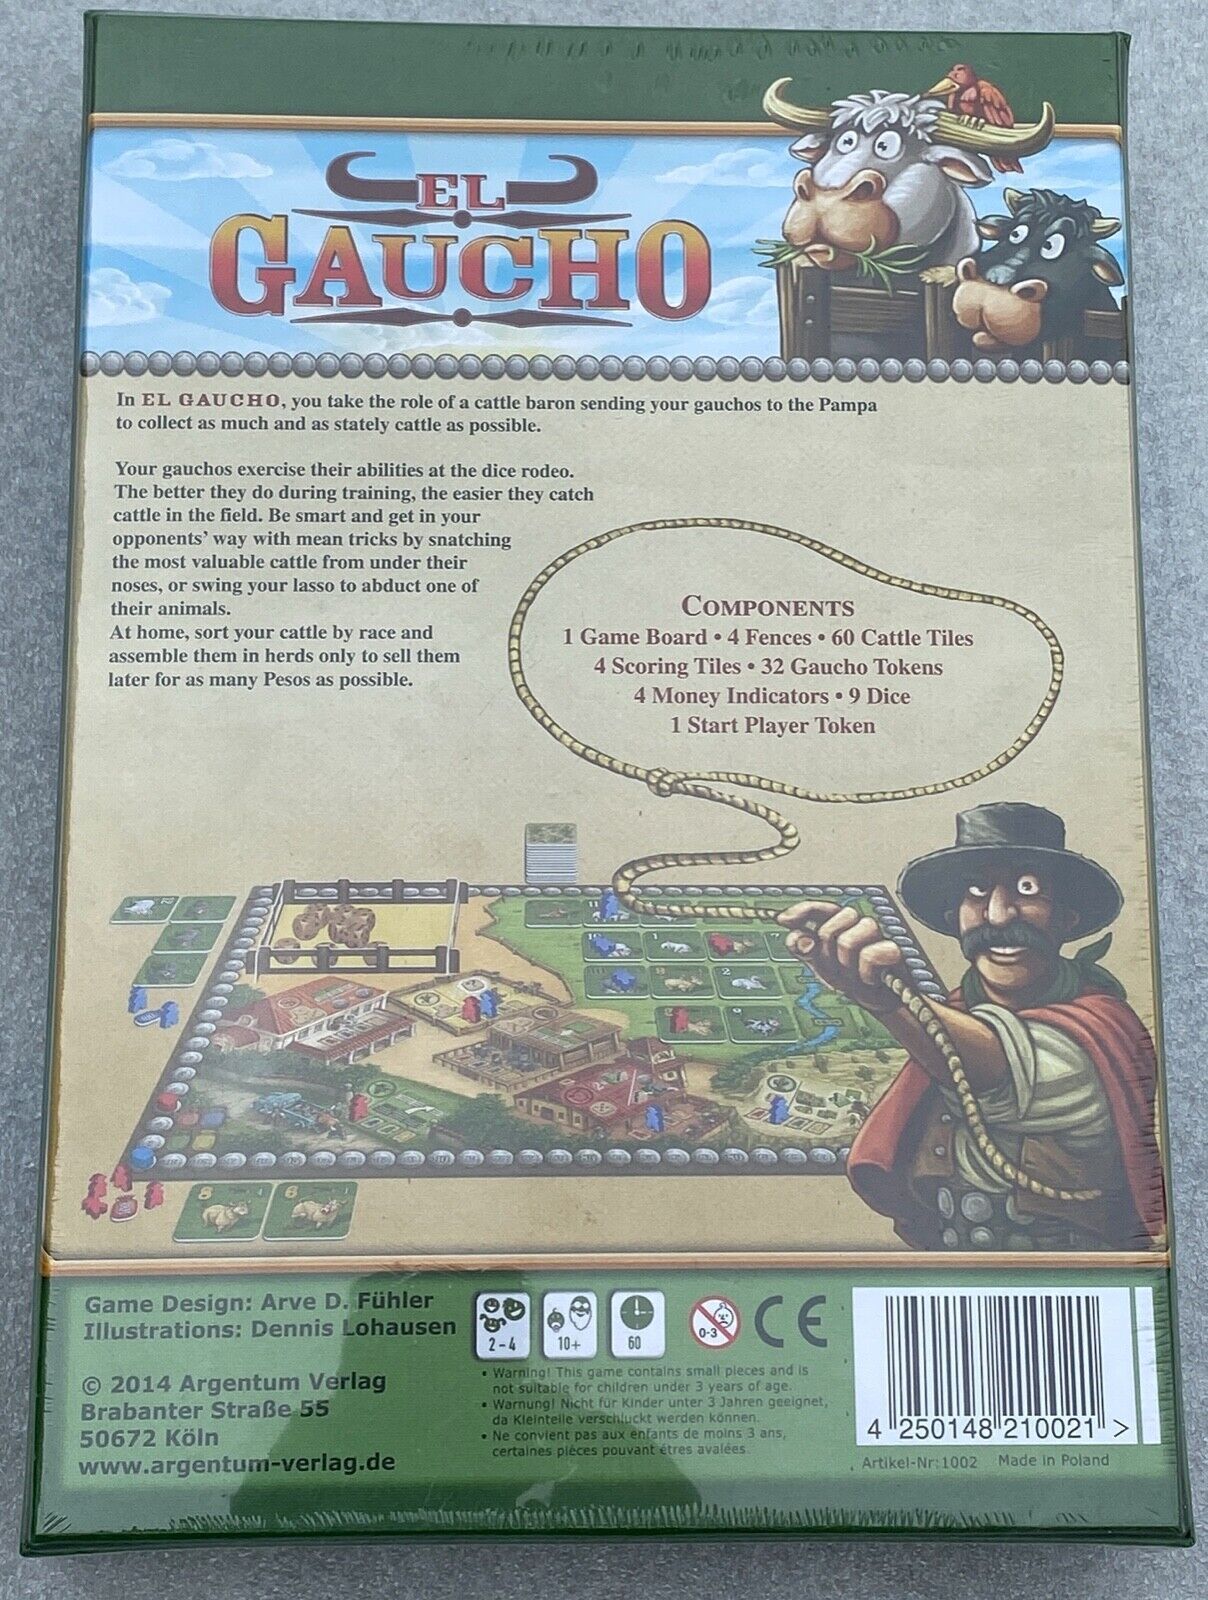 EL
GAUCHO
In EL GAUCHO, you take the role of a cattle baron sending your gauchos to the Pampa
to collect as much and as stately cattle as possible.
Your gauchos exercise their abilities at the dice rodeo.
The better they do during training, the easier they catch
cattle in the field. Be smart and get in your
opponents' way with mean tricks by snatching
the most valuable cattle from under their
noses, or swing your lasso to abduct one of
their animals.
At home, sort your cattle by race and
assemble them in herds only to sell them
later for as many Pesos as possible.
COMPONENTS
1 Game Board • 4 Fences • 60 Cattle Tiles
4 Scoring Tiles • 32 Gaucho Tokens
4 Money Indicators • 9 Dice
1 Start Player Token
Game Design: Arve D. Fühler
Illustrations: Dennis Lohausen
© 2014 Argentum Verlag
Brabanter Straße 55
50672 Köln
www.argentum-verlag.de
2-4
10+
60
0-3
CE
• Warning! This game contains small pieces and is
not suitable for children under 3 years of age.
• Warnung! Nicht für Kinder unter 3 Jahren geeignet,
da Kleinteile verschluckt werden können.
• Ne convient pas aux enfants de moins 3 ans,
certaines pièces pouvant êtres avalées.
4 250148 210021 >
Artikel-Nr:1002 Made in Poland